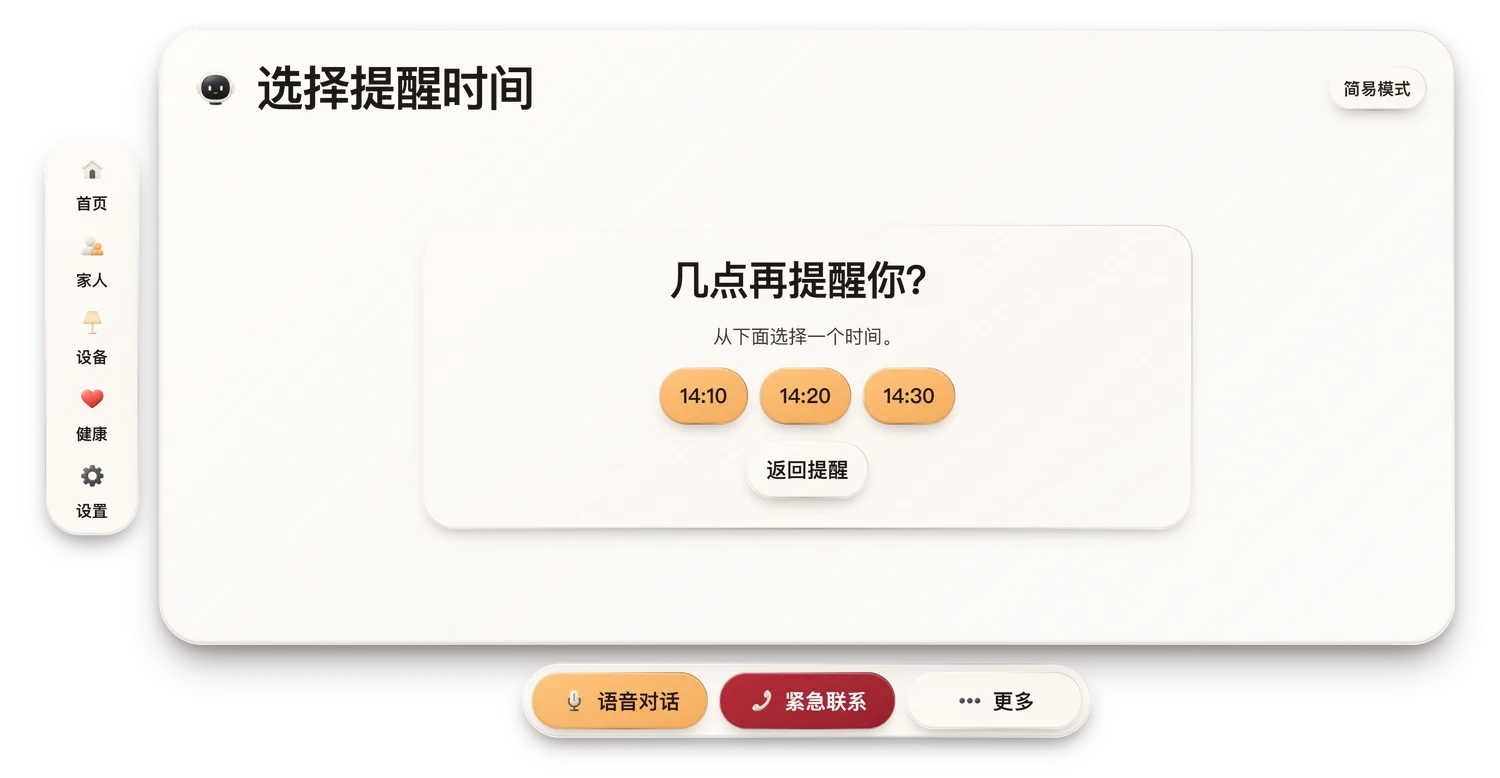 选择提醒时间
简易模式
首页
家人
设备
健康
设置
几点再提醒你?
从下面选择一个时间。
14:10 14:20 14:30
返回提醒
语音对话 紧急联系 ••• 更多